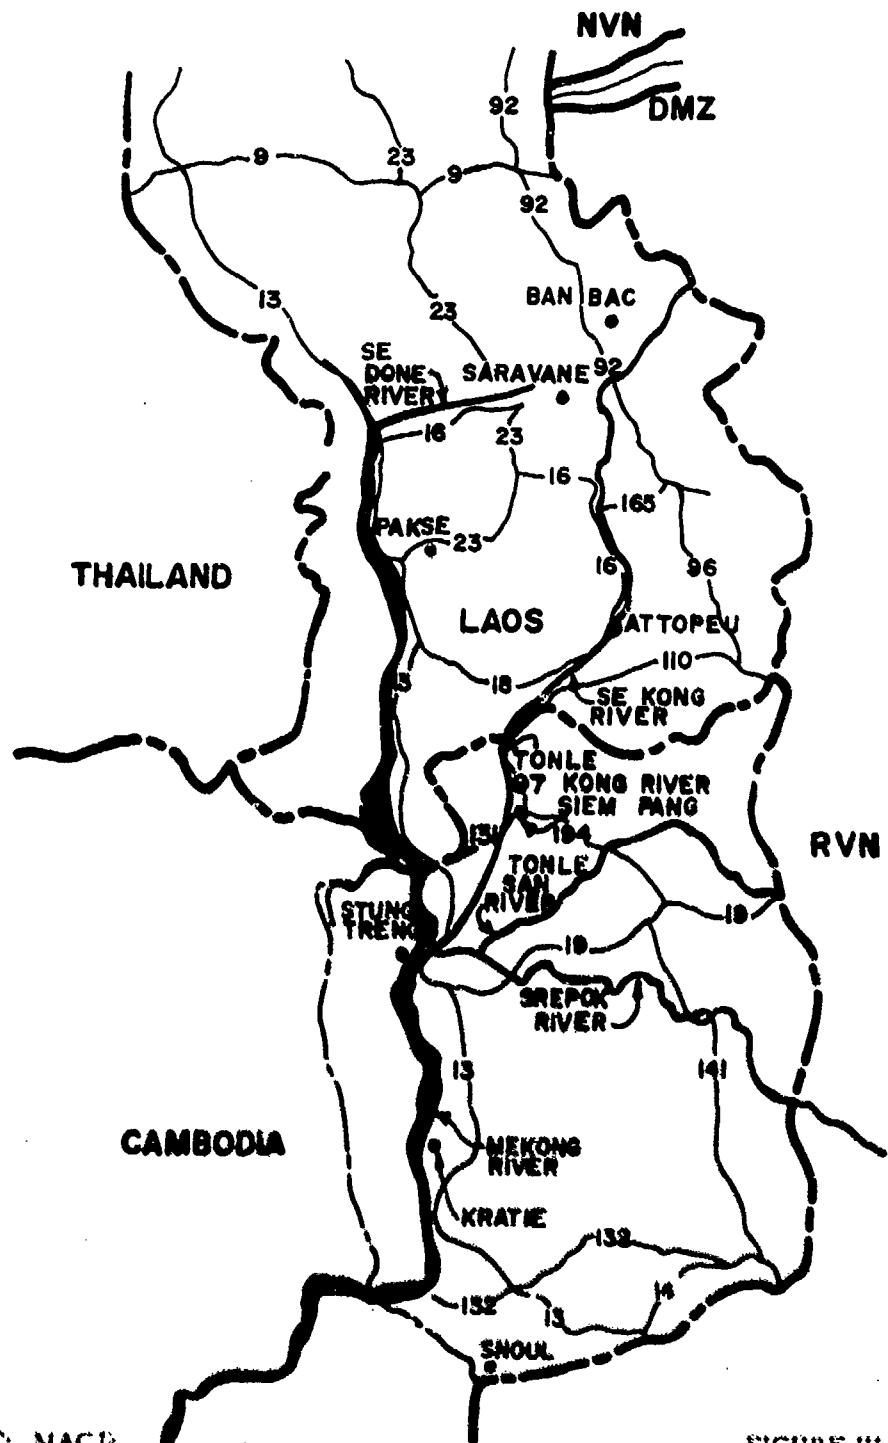 NVN
DMZ
92
9
23
9
92
BAN BAC
13
23
SE
DONE
RIVER
SARAVANE
92
16
23
16
165
PAKSE
23
16
96
THAILAND
LAOS
ATTOPEU
110
18
SE KONG
RIVER
TONLE
97 KONG RIVER
SIEM PANG
131
194
RVN
TONLE
SAN
RIVER
STUNG
TRENG
19
19
SREPOK
RIVER
13
141
CAMBODIA
MEKONG
RIVER
KRATIE
132
14
132
13
SNOUL